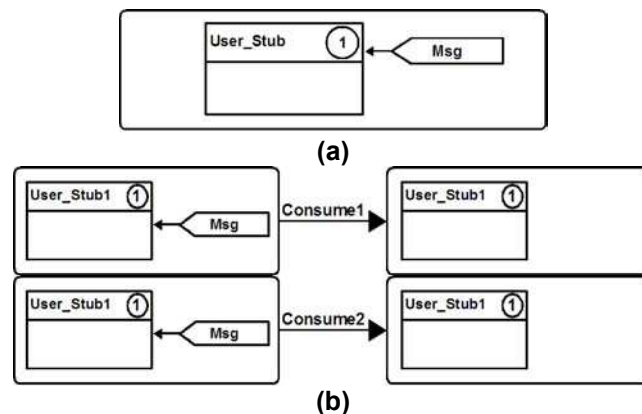 User_Stub 1 Msg
(a)
User_Stub1 1 Msg Consume1 User_Stub1 1
User_Stub1 1 Msg Consume2 User_Stub1 1
(b)